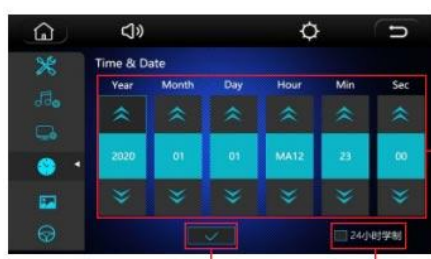 Time & Date
Year Month Day Hour Min Sec
2020 01 01 MA12 23 00
24小时学制